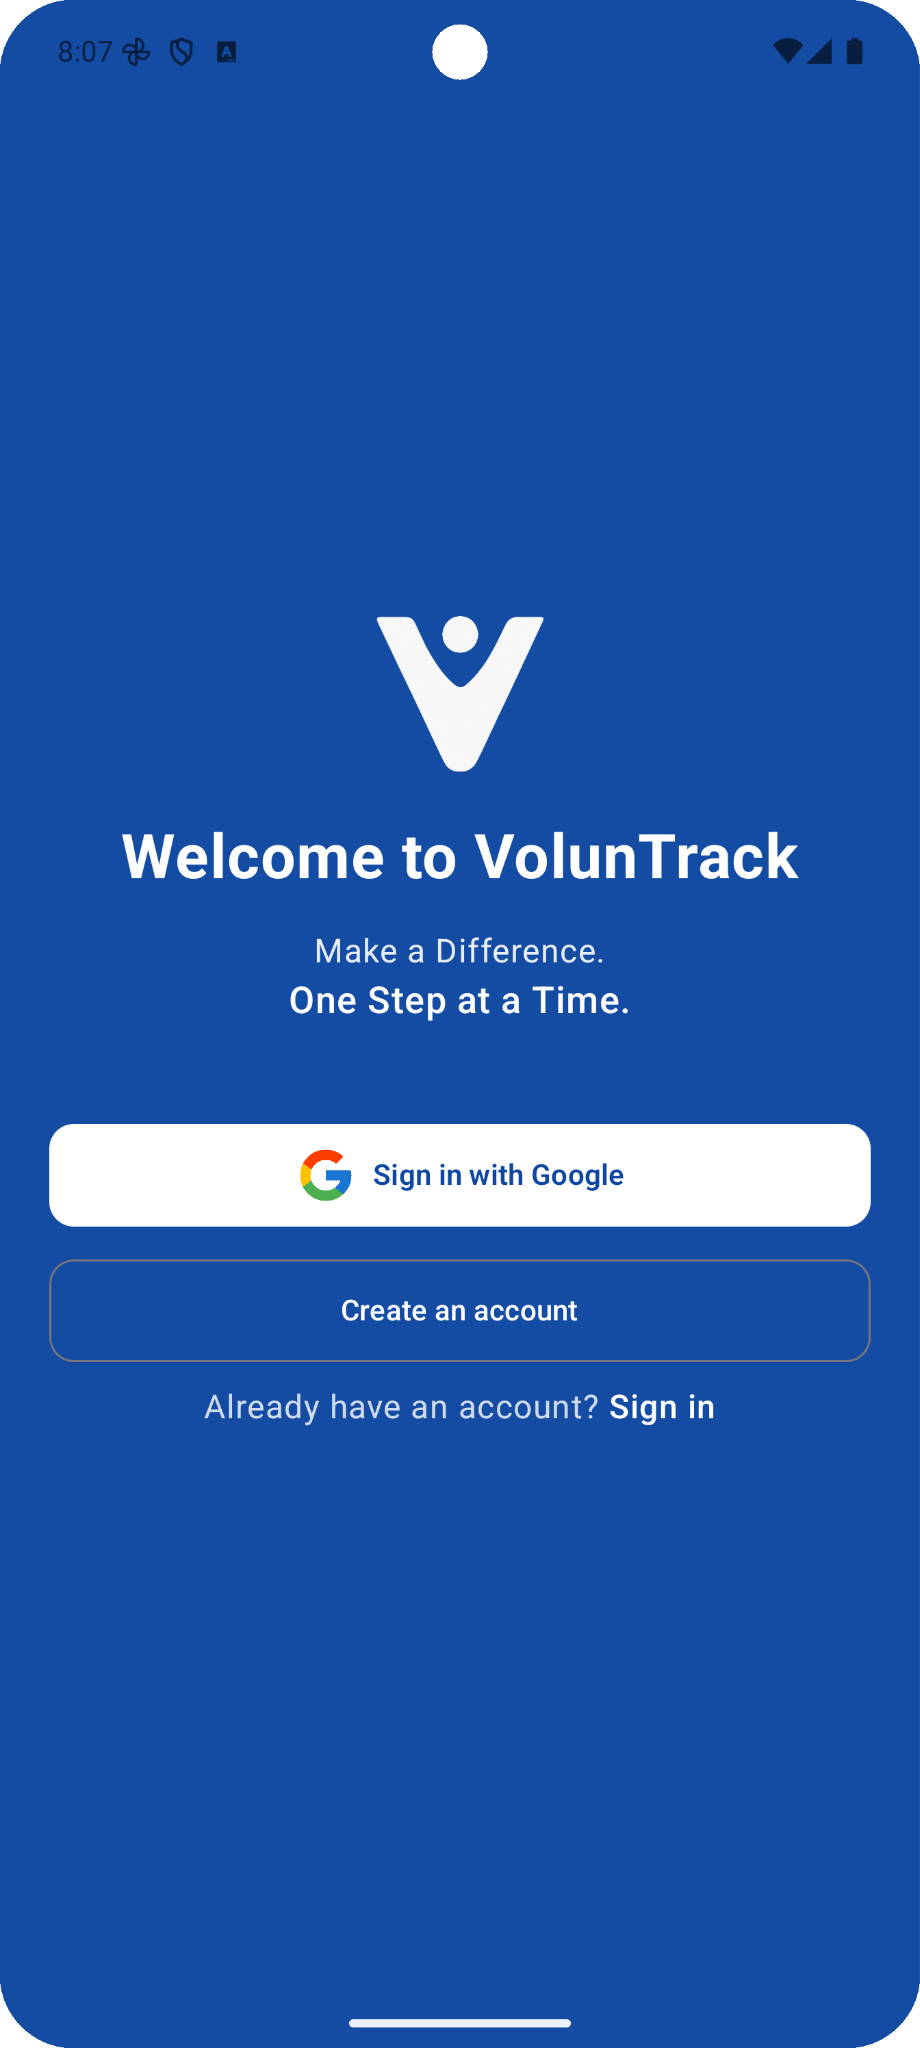 8:07
Welcome to VolunTrack
Make a Difference.
One Step at a Time.
Sign in with Google
Create an account
Already have an account? Sign in